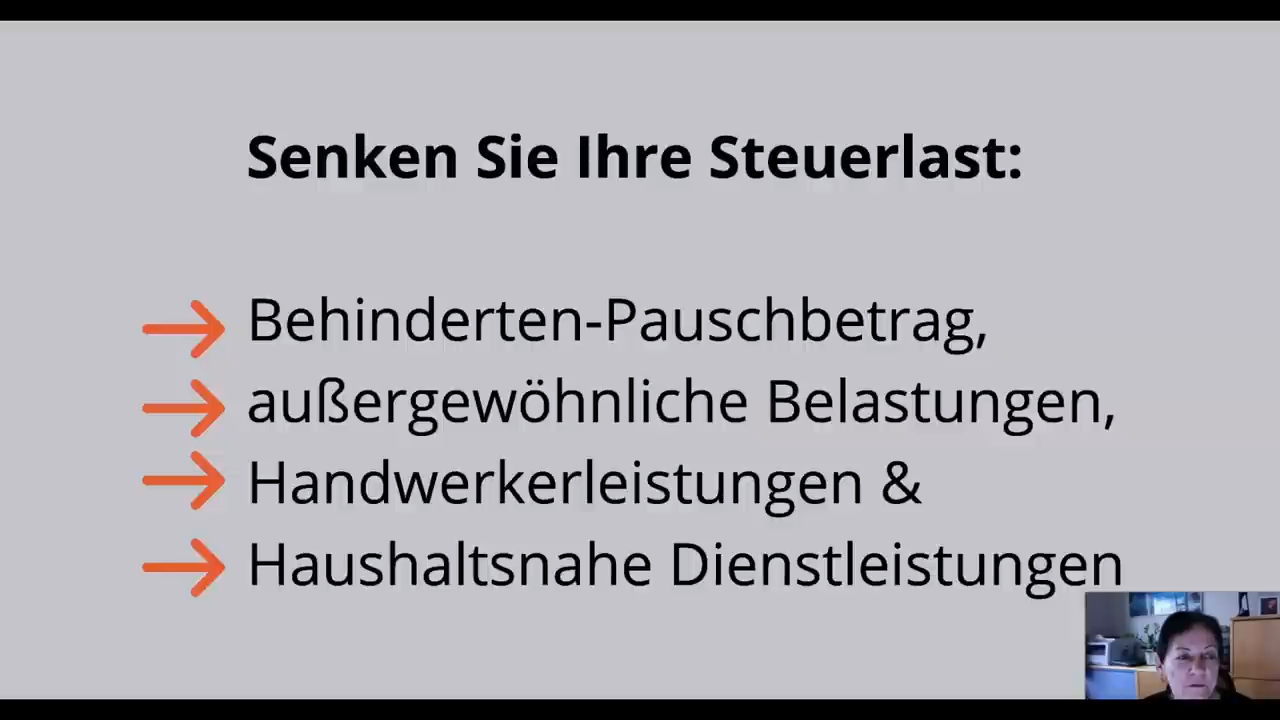 Senken Sie Ihre Steuerlast:
Behinderten-Pauschbetrag,
außergewöhnliche Belastungen,
Handwerkerleistungen &
Haushaltsnahe Dienstleistungen